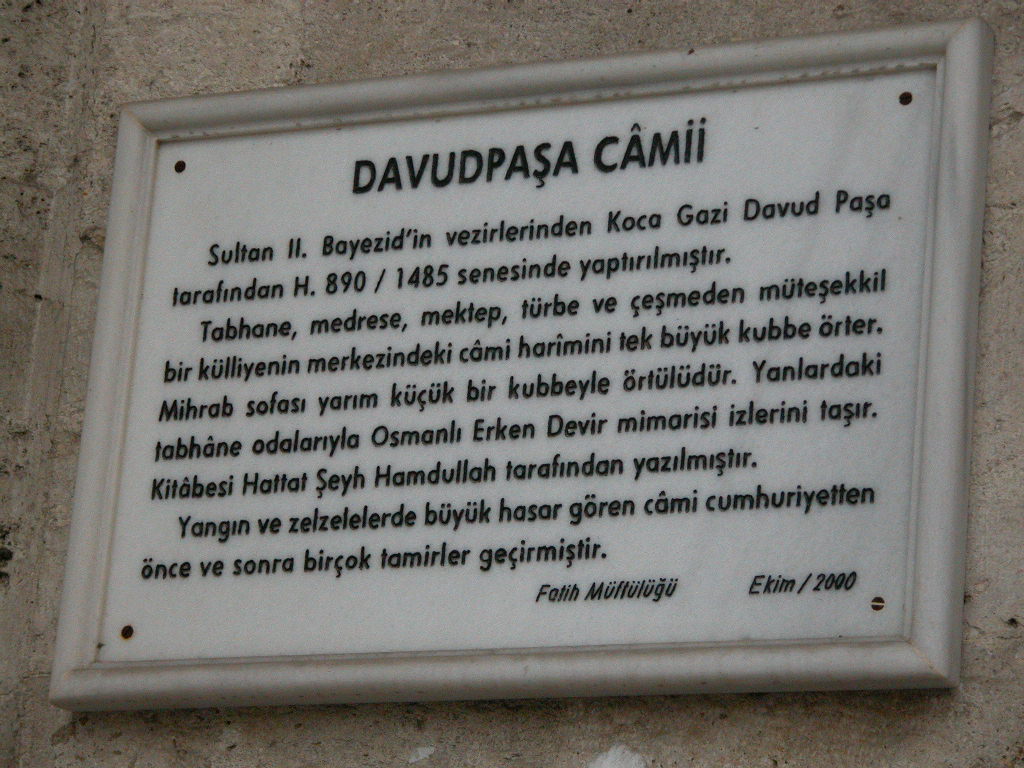 DAVUDPAŞA CÂMİİ
Sultan II. Bayezid'in vezirlerinden Koca Gazi Davud Paşa
tarafından H. 890 / 1485 senesinde yaptırılmıştır.
Tabhane, medrese, mektep, türbe ve çeşmeden müteşekkil
bir külliyenin merkezindeki câmi harîmini tek büyük kubbe örter.
Mihrab sofası yarım küçük bir kubbeyle örtülüdür. Yanlardaki
tabhâne odalarıyla Osmanlı Erken Devir mimarisi izlerini taşır.
Kitâbesi Hattat Şeyh Hamdullah tarafından yazılmıştır.
Yangın ve zelzelelerde büyük hasar gören câmi cumhuriyetten
önce ve sonra birçok tamirler geçirmiştir.
Fatih Müftülüğü Ekim / 2000